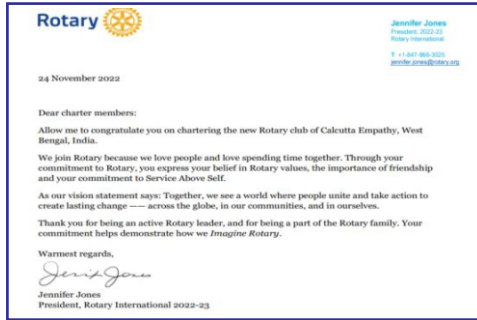 Rotary
Jennifer Jones
President, 2022-23
Rotary International
T +1-847-866-3025
jennifer.jones@rotary.org
24 November 2022
Dear charter members:
Allow me to congratulate you on chartering the new Rotary club of Calcutta Empathy, West
Bengal, India.
We join Rotary because we love people and love spending time together. Through your
commitment to Rotary, you express your belief in Rotary values, the importance of friendship
and your commitment to Service Above Self.
As our vision statement says: Together, we see a world where people unite and take action to
create lasting change —— across the globe, in our communities, and in ourselves.
Thank you for being an active Rotary leader, and for being a part of the Rotary family. Your
commitment helps demonstrate how we Imagine Rotary.
Warmest regards,
Jennifer Jones
President, Rotary International 2022-23